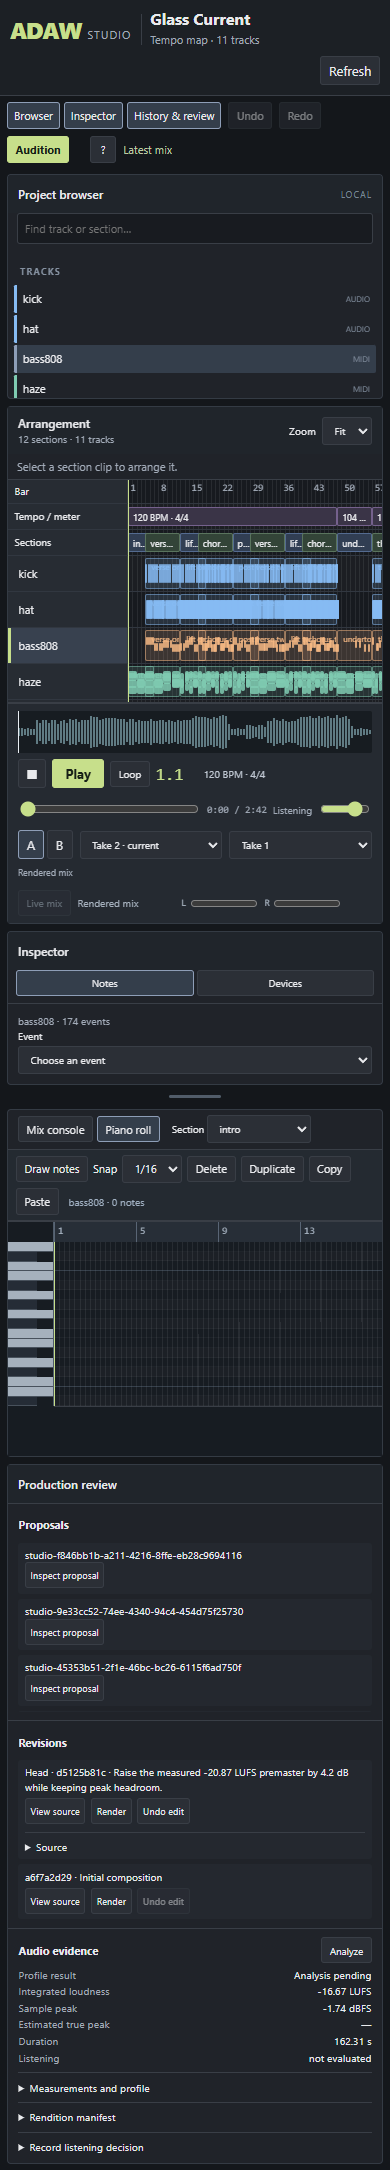 ADAW STUDIO
Glass Current
Tempo map · 11 tracks
Refresh
Browser Inspector History & review Undo Redo
Audition ? Latest mix
Project browser LOCAL
Find track or section...
TRACKS
kick AUDIO
hat AUDIO
bass808 MIDI
haze MIDI
Arrangement
12 sections · 11 tracks
Zoom Fit
Select a section clip to arrange it.
Bar 1 8 15 22 29 36 43 50 57
Tempo / meter 120 BPM · 4/4 104 ... 1
Sections in... vers... lif... chor... p... vers... lif... chor... und... th
kick
hat
bass808
haze
Play Loop 1.1 120 BPM · 4/4
0:00 / 2:42 Listening
A B Take 2 · current Take 1
Rendered mix
Live mix Rendered mix L R
Inspector
Notes Devices
bass808 · 174 events
Event
Choose an event
Mix console Piano roll Section intro
Draw notes Snap 1/16 Delete Duplicate Copy
Paste bass808 · 0 notes
1 5 9 13
Production review
Proposals
studio-f846bb1b-a211-4216-8ffe-eb28c9694116
Inspect proposal
studio-9e33cc52-74ee-4340-94c4-454d75f25730
Inspect proposal
studio-45353b51-2f1e-46bc-bc26-6115f6ad750f
Inspect proposal
Revisions
Head · d5125b81c · Raise the measured -20.87 LUFS premaster by 4.2 dB
while keeping peak headroom.
View source Render Undo edit
Source
a6f7a2d29 · Initial composition
View source Render Undo edit
Audio evidence Analyze
Profile result Analysis pending
Integrated loudness -16.67 LUFS
Sample peak -1.74 dBFS
Estimated true peak —
Duration 162.31 s
Listening not evaluated
Measurements and profile
Rendition manifest
Record listening decision